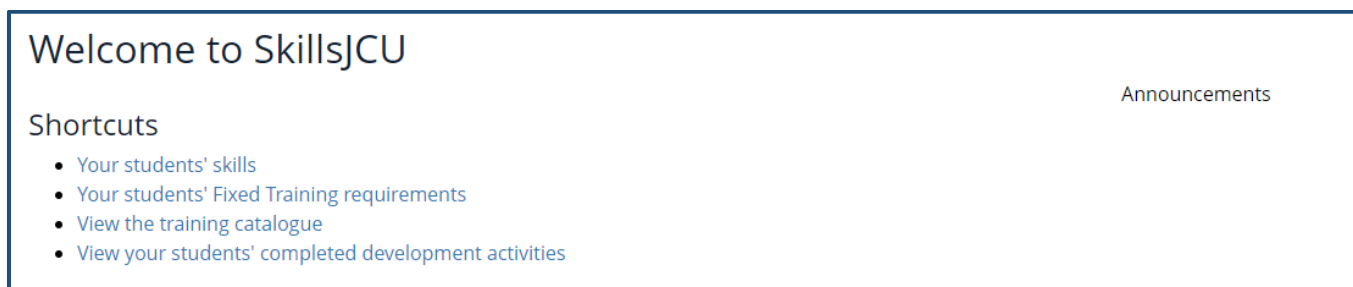 Welcome to SkillsJCU
Announcements
Shortcuts
Your students' skills
Your students' Fixed Training requirements
View the training catalogue
View your students' completed development activities